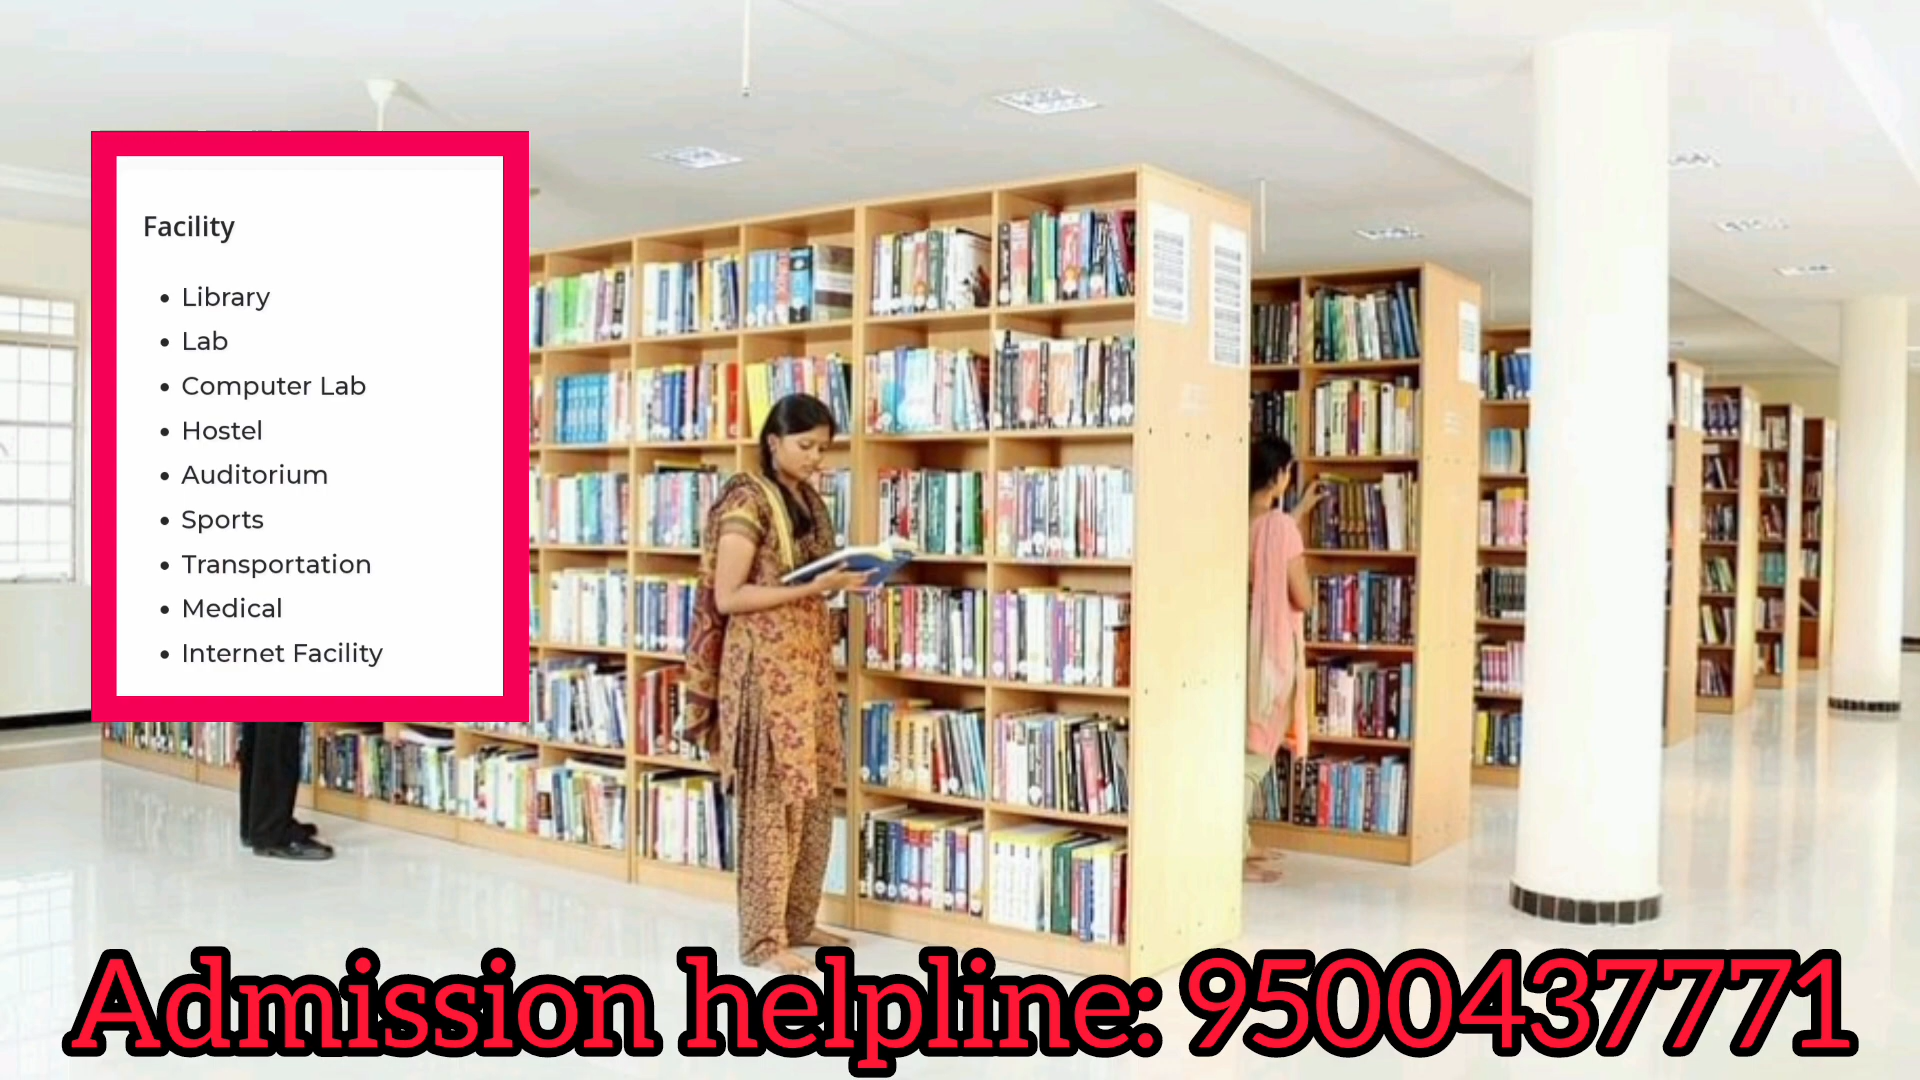 Facility
• Library
• Lab
• Computer Lab
• Hostel
• Auditorium
• Sports
• Transportation
• Medical
• Internet Facility
Admission helpline: 9500437771